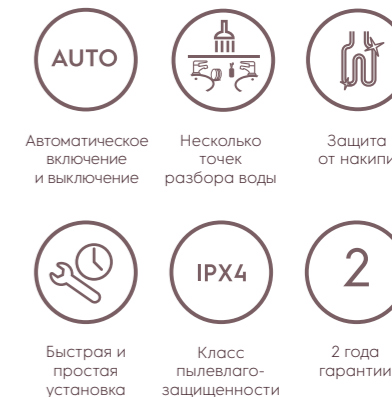 AUTO
Автоматическое
включение
и выключение
Несколько
точек
разбора воды
Защита
от накипи
Быстрая и
простая
установка
IPX4
Класс
пылевлаго-
защищенности
2
2 года
гарантии